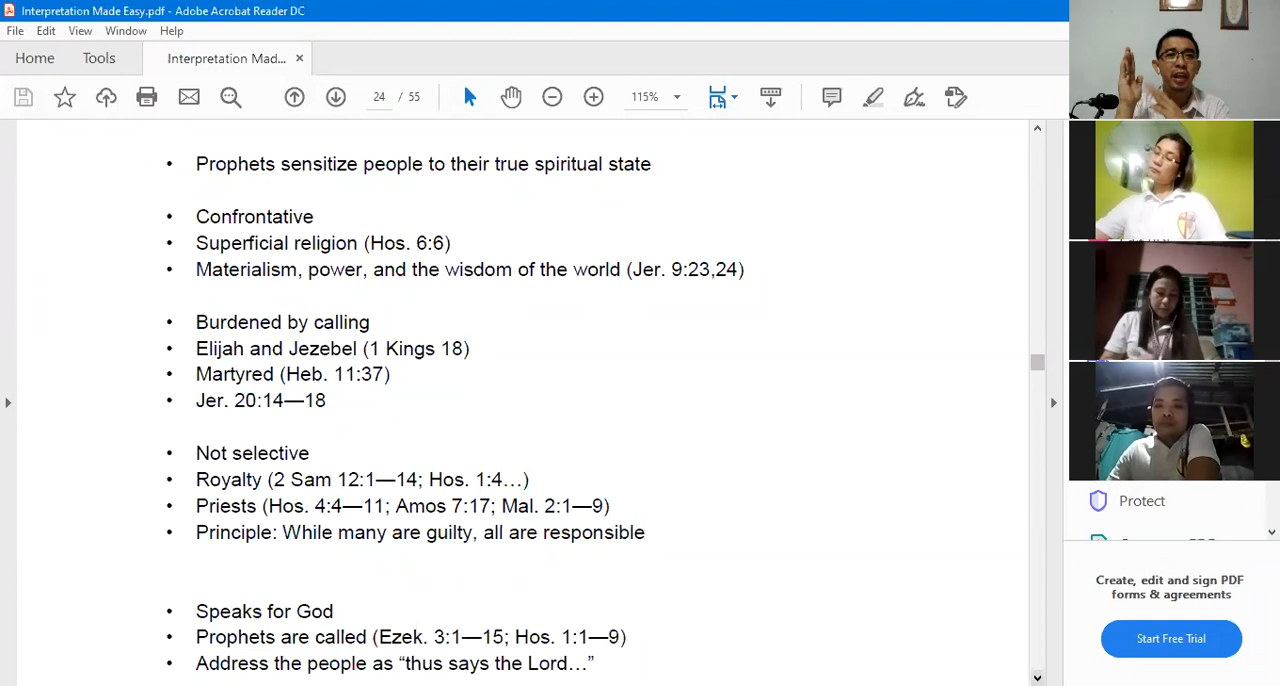 Interpretation Made Easy.pdf - Adobe Acrobat Reader DC
File Edit View Window Help
Home Tools Interpretation Mad... ×
24 / 55 115%
• Prophets sensitize people to their true spiritual state
• Confrontative
• Superficial religion (Hos. 6:6)
• Materialism, power, and the wisdom of the world (Jer. 9:23,24)
• Burdened by calling
• Elijah and Jezebel (1 Kings 18)
• Martyred (Heb. 11:37)
• Jer. 20:14—18
• Not selective
• Royalty (2 Sam 12:1—14; Hos. 1:4…)
• Priests (Hos. 4:4—11; Amos 7:17; Mal. 2:1—9)
• Principle: While many are guilty, all are responsible
• Speaks for God
• Prophets are called (Ezek. 3:1—15; Hos. 1:1—9)
• Address the people as “thus says the Lord…”
Protect
Create, edit and sign PDF
forms & agreements
Start Free Trial